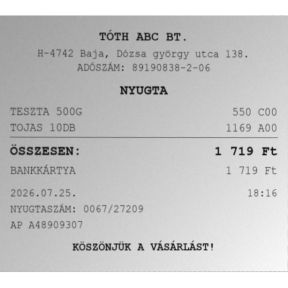 TÓTH ABC BT.
H-4742 Baja, Dózsa györgy utca 138.
ADÓSZÁM: 89190838-2-06
NYUGTA
TESZTA 500G 550 C00
TOJAS 10DB 1169 A00
ÖSSZESEN: 1 719 Ft
BANKKÁRTYA 1 719 Ft
2026.07.25. 18:16
NYUGTASZÁM: 0067/27209
AP A48909307
KÖSZÖNJÜK A VÁSÁRLÁST!